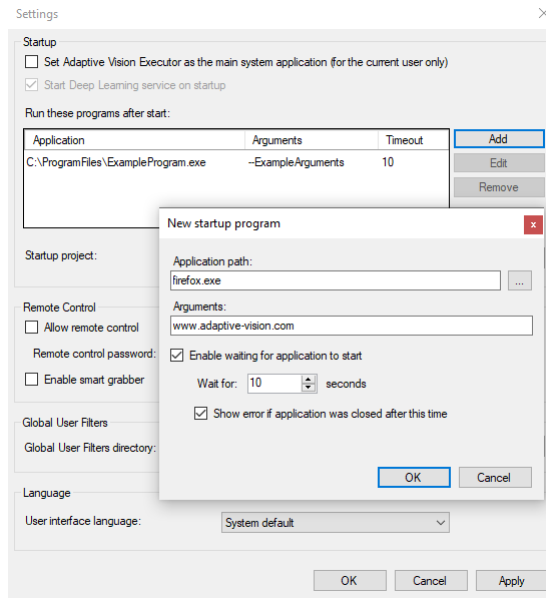 Settings
Startup
Set Adaptive Vision Executor as the main system application (for the current user only)
Start Deep Learning service on startup
Run these programs after start:
Application Arguments Timeout
C:\ProgramFiles\ExampleProgram.exe --ExampleArguments 10
Add
Edit
Remove
Startup project:
Remote Control
Allow remote control
Remote control password:
Enable smart grabber
Global User Filters
Global User Filters directory:
Language
User interface language: System default
OK Cancel Apply
New startup program
x
Application path:
firefox.exe ...
Arguments:
www.adaptive-vision.com
Enable waiting for application to start
Wait for: 10 seconds
Show error if application was closed after this time
OK Cancel